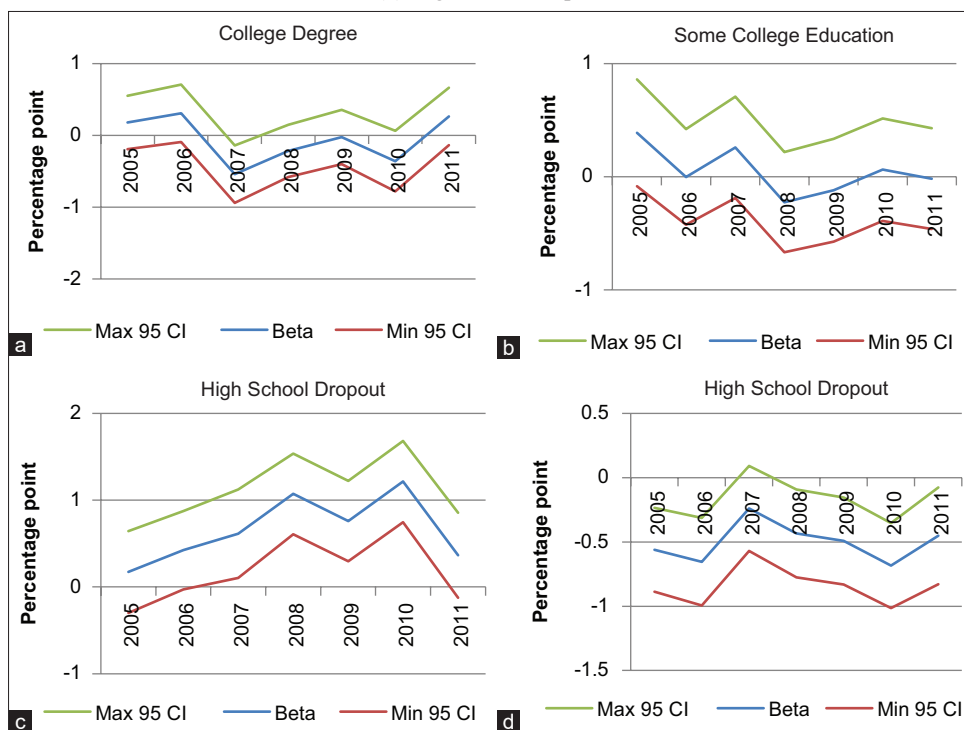 College Degree
1
0
-1
-2
Percentage point
2005
2006
2007
2008
2009
2010
2011
Max 95 CI
Beta
Min 95 CI
a
Some College Education
1
0
-1
Percentage point
2005
2006
2007
2008
2009
2010
2011
Max 95 CI
Beta
Min 95 CI
b
High School Dropout
2
1
0
-1
Percentage point
2005
2006
2007
2008
2009
2010
2011
Max 95 CI
Beta
Min 95 CI
c
High School Dropout
0.5
0
-0.5
-1
-1.5
Percentage point
2005
2006
2007
2008
2009
2010
2011
Max 95 CI
Beta
Min 95 CI
d